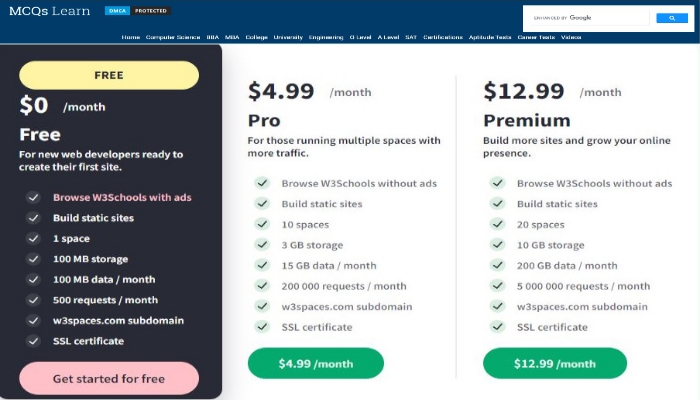 MCQs Learn
DMCA PROTECTED
ENHANCED BY Google
Home Computer Science BBA MBA College University Engineering O Level A Level SAT Certifications Aptitude Tests Career Tests Videos
FREE
$0 /month
Free
For new web developers ready to
create their first site.
Browse W3Schools with ads
Build static sites
1 space
100 MB storage
100 MB data / month
500 requests / month
w3spaces.com subdomain
SSL certificate
Get started for free
$4.99 /month
Pro
For those running multiple spaces with
more traffic.
Browse W3Schools without ads
Build static sites
10 spaces
3 GB storage
15 GB data / month
200 000 requests / month
w3spaces.com subdomain
SSL certificate
$4.99 /month
$12.99 /month
Premium
Build more sites and grow your online
presence.
Browse W3Schools without ads
Build static sites
20 spaces
10 GB storage
200 GB data / month
5 000 000 requests / month
w3spaces.com subdomain
SSL certificate
$12.99 /month